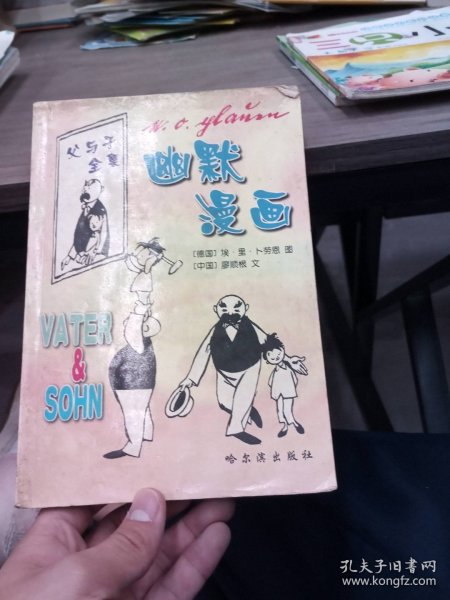 父与子
全集
e. o. plauen
幽默
漫画
[德国] 埃·里·卜劳恩 图
[中国] 廖顺根 文
VATER
&
SOHN
哈尔滨出版社
孔夫子旧书网
www.kongfz.com